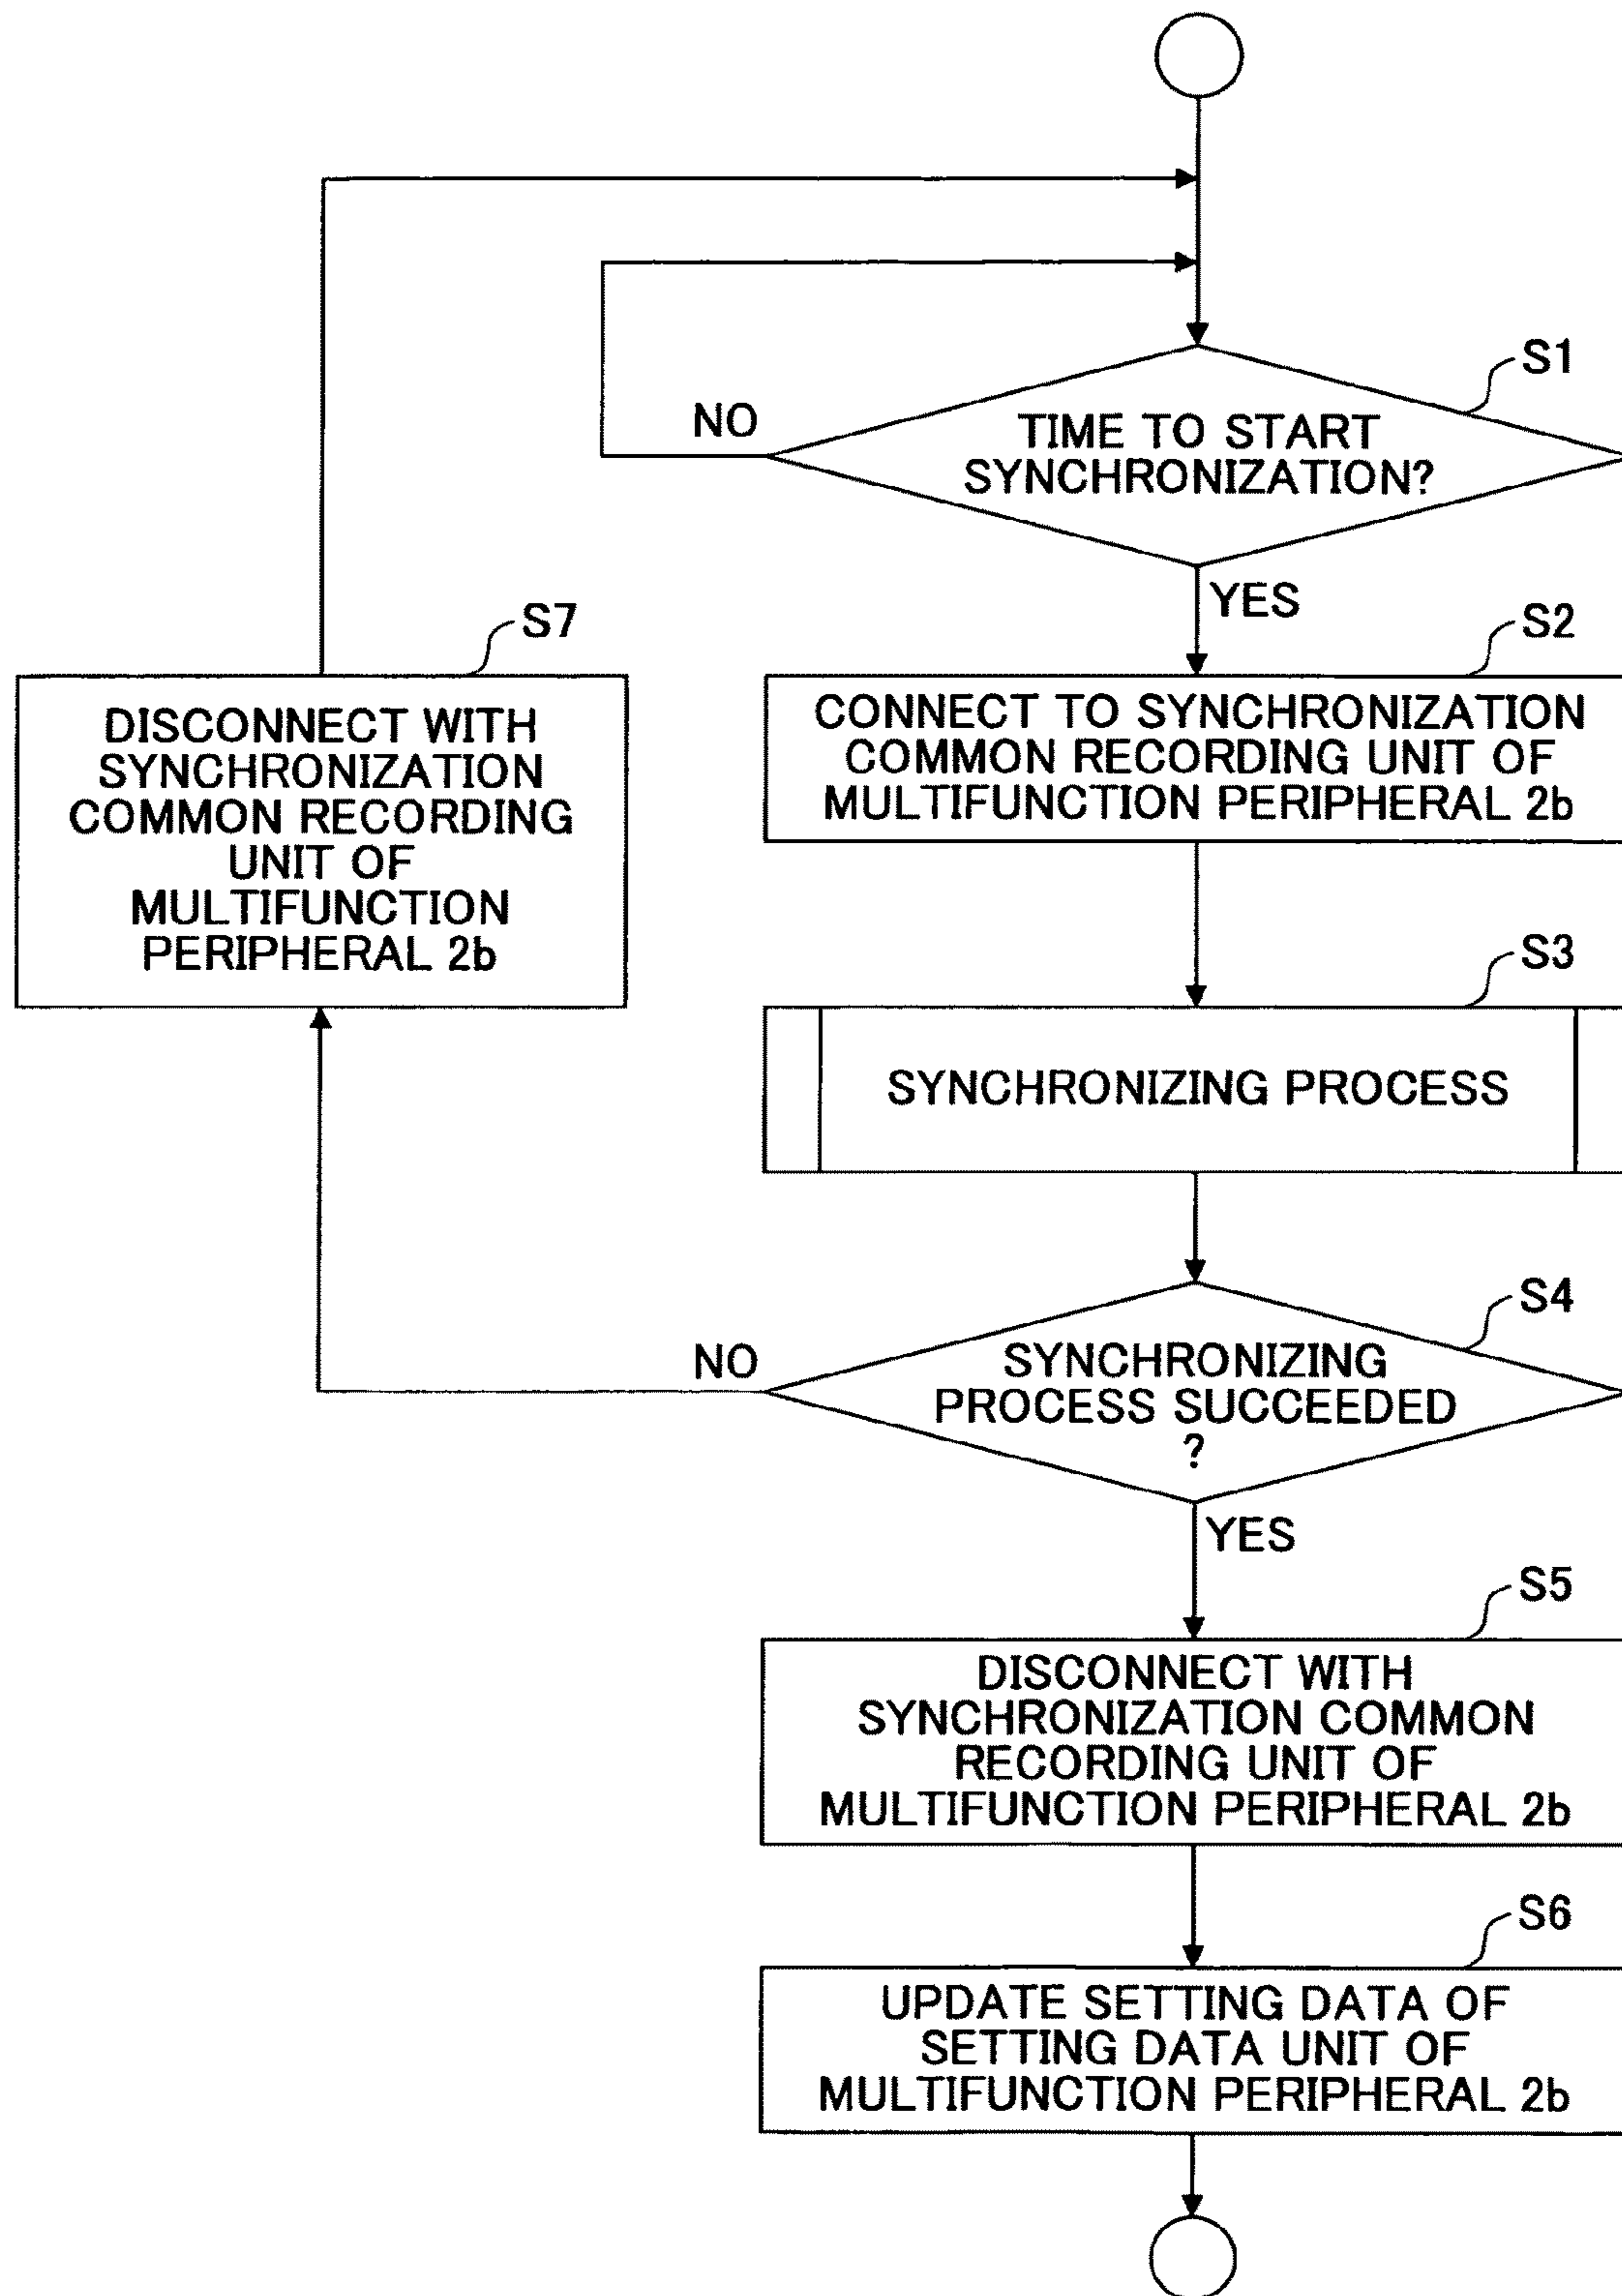 S1
TIME TO START
SYNCHRONIZATION?
NO
YES
S7
DISCONNECT WITH
SYNCHRONIZATION
COMMON RECORDING
UNIT OF
MULTIFUNCTION
PERIPHERAL 2b
S2
CONNECT TO SYNCHRONIZATION
COMMON RECORDING UNIT OF
MULTIFUNCTION PERIPHERAL 2b
S3
SYNCHRONIZING PROCESS
S4
NO
SYNCHRONIZING
PROCESS SUCCEEDED
?
YES
S5
DISCONNECT WITH
SYNCHRONIZATION COMMON
RECORDING UNIT OF
MULTIFUNCTION PERIPHERAL 2b
S6
UPDATE SETTING DATA OF
SETTING DATA UNIT OF
MULTIFUNCTION PERIPHERAL 2b